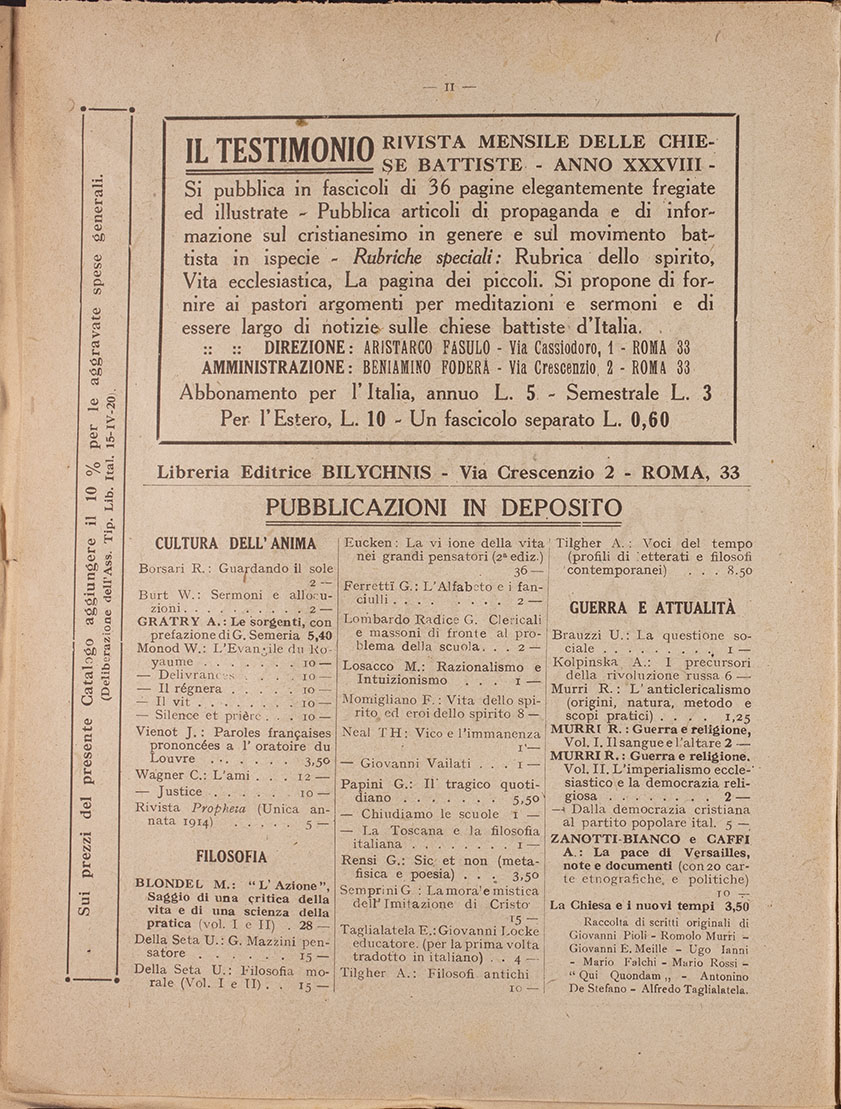 — II —
Sui prezzi del presente Catalogo aggiungere il 10 % per le aggravate spese generali.
(Deliberazione dell'Ass. Tip. Lib. Ital. 15-IV-20).
IL TESTIMONIO RIVISTA MENSILE DELLE CHIE-
SE BATTISTE - ANNO XXXVIII -
Si pubblica in fascicoli di 36 pagine elegantemente fregiate
ed illustrate - Pubblica articoli di propaganda e di infor-
mazione sul cristianesimo in genere e sul movimento bat-
tista in ispecie - Rubriche speciali: Rubrica dello spirito,
Vita ecclesiastica, La pagina dei piccoli. Si propone di for-
nire ai pastori argomenti per meditazioni e sermoni e di
essere largo di notizie sulle chiese battiste d'Italia.
:: :: DIREZIONE: ARISTARCO FASULO - Via Cassiodoro, 1 - ROMA 33
AMMINISTRAZIONE: BENIAMINO FODERÀ - Via Crescenzio, 2 - ROMA 33
Abbonamento per l'Italia, annuo L. 5 - Semestrale L. 3
Per l'Estero, L. 10 - Un fascicolo separato L. 0,60
Libreria Editrice BILYCHNIS - Via Crescenzio 2 - ROMA, 33
PUBBLICAZIONI IN DEPOSITO
CULTURA DELL'ANIMA
Borsari R.: Guardando il sole
2 —
Burt W.: Sermoni e allocu-
zioni . . . . . . . . . . 2 —
GRATRY A.: Le sorgenti, con
prefazione di G. Semeria 5,40
Monod W.: L'Evangile du Ro-
yaume . . . . . . . 10 —
— Delivrances . . . . . 10 —
— Il régnera . . . . . 10 —
— Il vit . . . . . . . . 10 —
— Silence et prière . . . 10 —
Vienot J.: Paroles françaises
prononcées a l' oratoire du
Louvre . . . . . . . 3,50
Wagner C.: L'ami . . . 12 —
— Justice . . . . . . 10 —
Rivista Propheta (Unica an-
nata 1914) . . . . . 5 —
FILOSOFIA
BLONDEL M.: “ L' Azione ”,
Saggio di una critica della
vita e di una scienza della
pratica (vol. I e II) . 28 —
Della Seta U.: G. Mazzini pen-
satore . . . . . . 15 —
Della Seta U.: Filosofia mo-
rale (Vol. I e II) . . 15 —
Eucken: La vi ione della vita
nei grandi pensatori (2ª ediz.)
36 —
Ferretti G.: L'Alfabeto e i fan-
ciulli . . . . . . . . 2 —
Lombardo Radice G. Clericali
e massoni di fronte al pro-
blema della scuola . . . 2 —
Losacco M.: Razionalismo e
Intuizionismo . . . 1 —
Momigliano F.: Vita dello spi-
rito ed eroi dello spirito 8 —
Neal TH: Vico e l'immanenza
1 —
— Giovanni Vailati . . . 1 —
Papini G.: Il tragico quoti-
diano . . . . . . . 5,50
— Chiudiamo le scuole 1 —
— La Toscana e la filosofia
italiana . . . . . . . . 1 —
Rensi G.: Sic et non (meta-
fisica e poesia) . . . 3,50
Semprini G : La mora'e mistica
dell' Imitazione di Cristo
15 —
Taglialatela E.: Giovanni Locke
educatore. (per la prima volta
tradotto in italiano) . . 4 —
Tilgher A.: Filosofi antichi
10 —
Tilgher A.: Voci del tempo
(profili di letterati e filosofi
contemporanei) . . . 8.50
GUERRA E ATTUALITÀ
Brauzzi U.: La questione so-
ciale . . . . . . . . . 1 —
Kolpinska A.: I precursori
della rivoluzione russa 6 —
Murri R.: L' anticlericalismo
(origini, natura, metodo e
scopi pratici) . . . . 1,25
MURRI R.: Guerra e religione,
Vol. I. Il sangue e l'altare 2 —
MURRI R.: Guerra e religione.
Vol. II. L'imperialismo eccle-
siastico e la democrazia reli-
giosa . . . . . . . . 2 —
— Dalla democrazia cristiana
al partito popolare ital. 5 —
ZANOTTI-BIANCO e CAFFI
A.: La pace di Versailles,
note e documenti (con 20 car-
te etnografiche, e politiche)
10 —
La Chiesa e i nuovi tempi 3,50
Raccolta di scritti originali di
Giovanni Pioli - Romolo Murri -
Giovanni E. Meille - Ugo Ianni
- Mario Falchi - Mario Rossi -
“ Qui Quondam „ - Antonino
De Stefano - Alfredo Taglialatela.